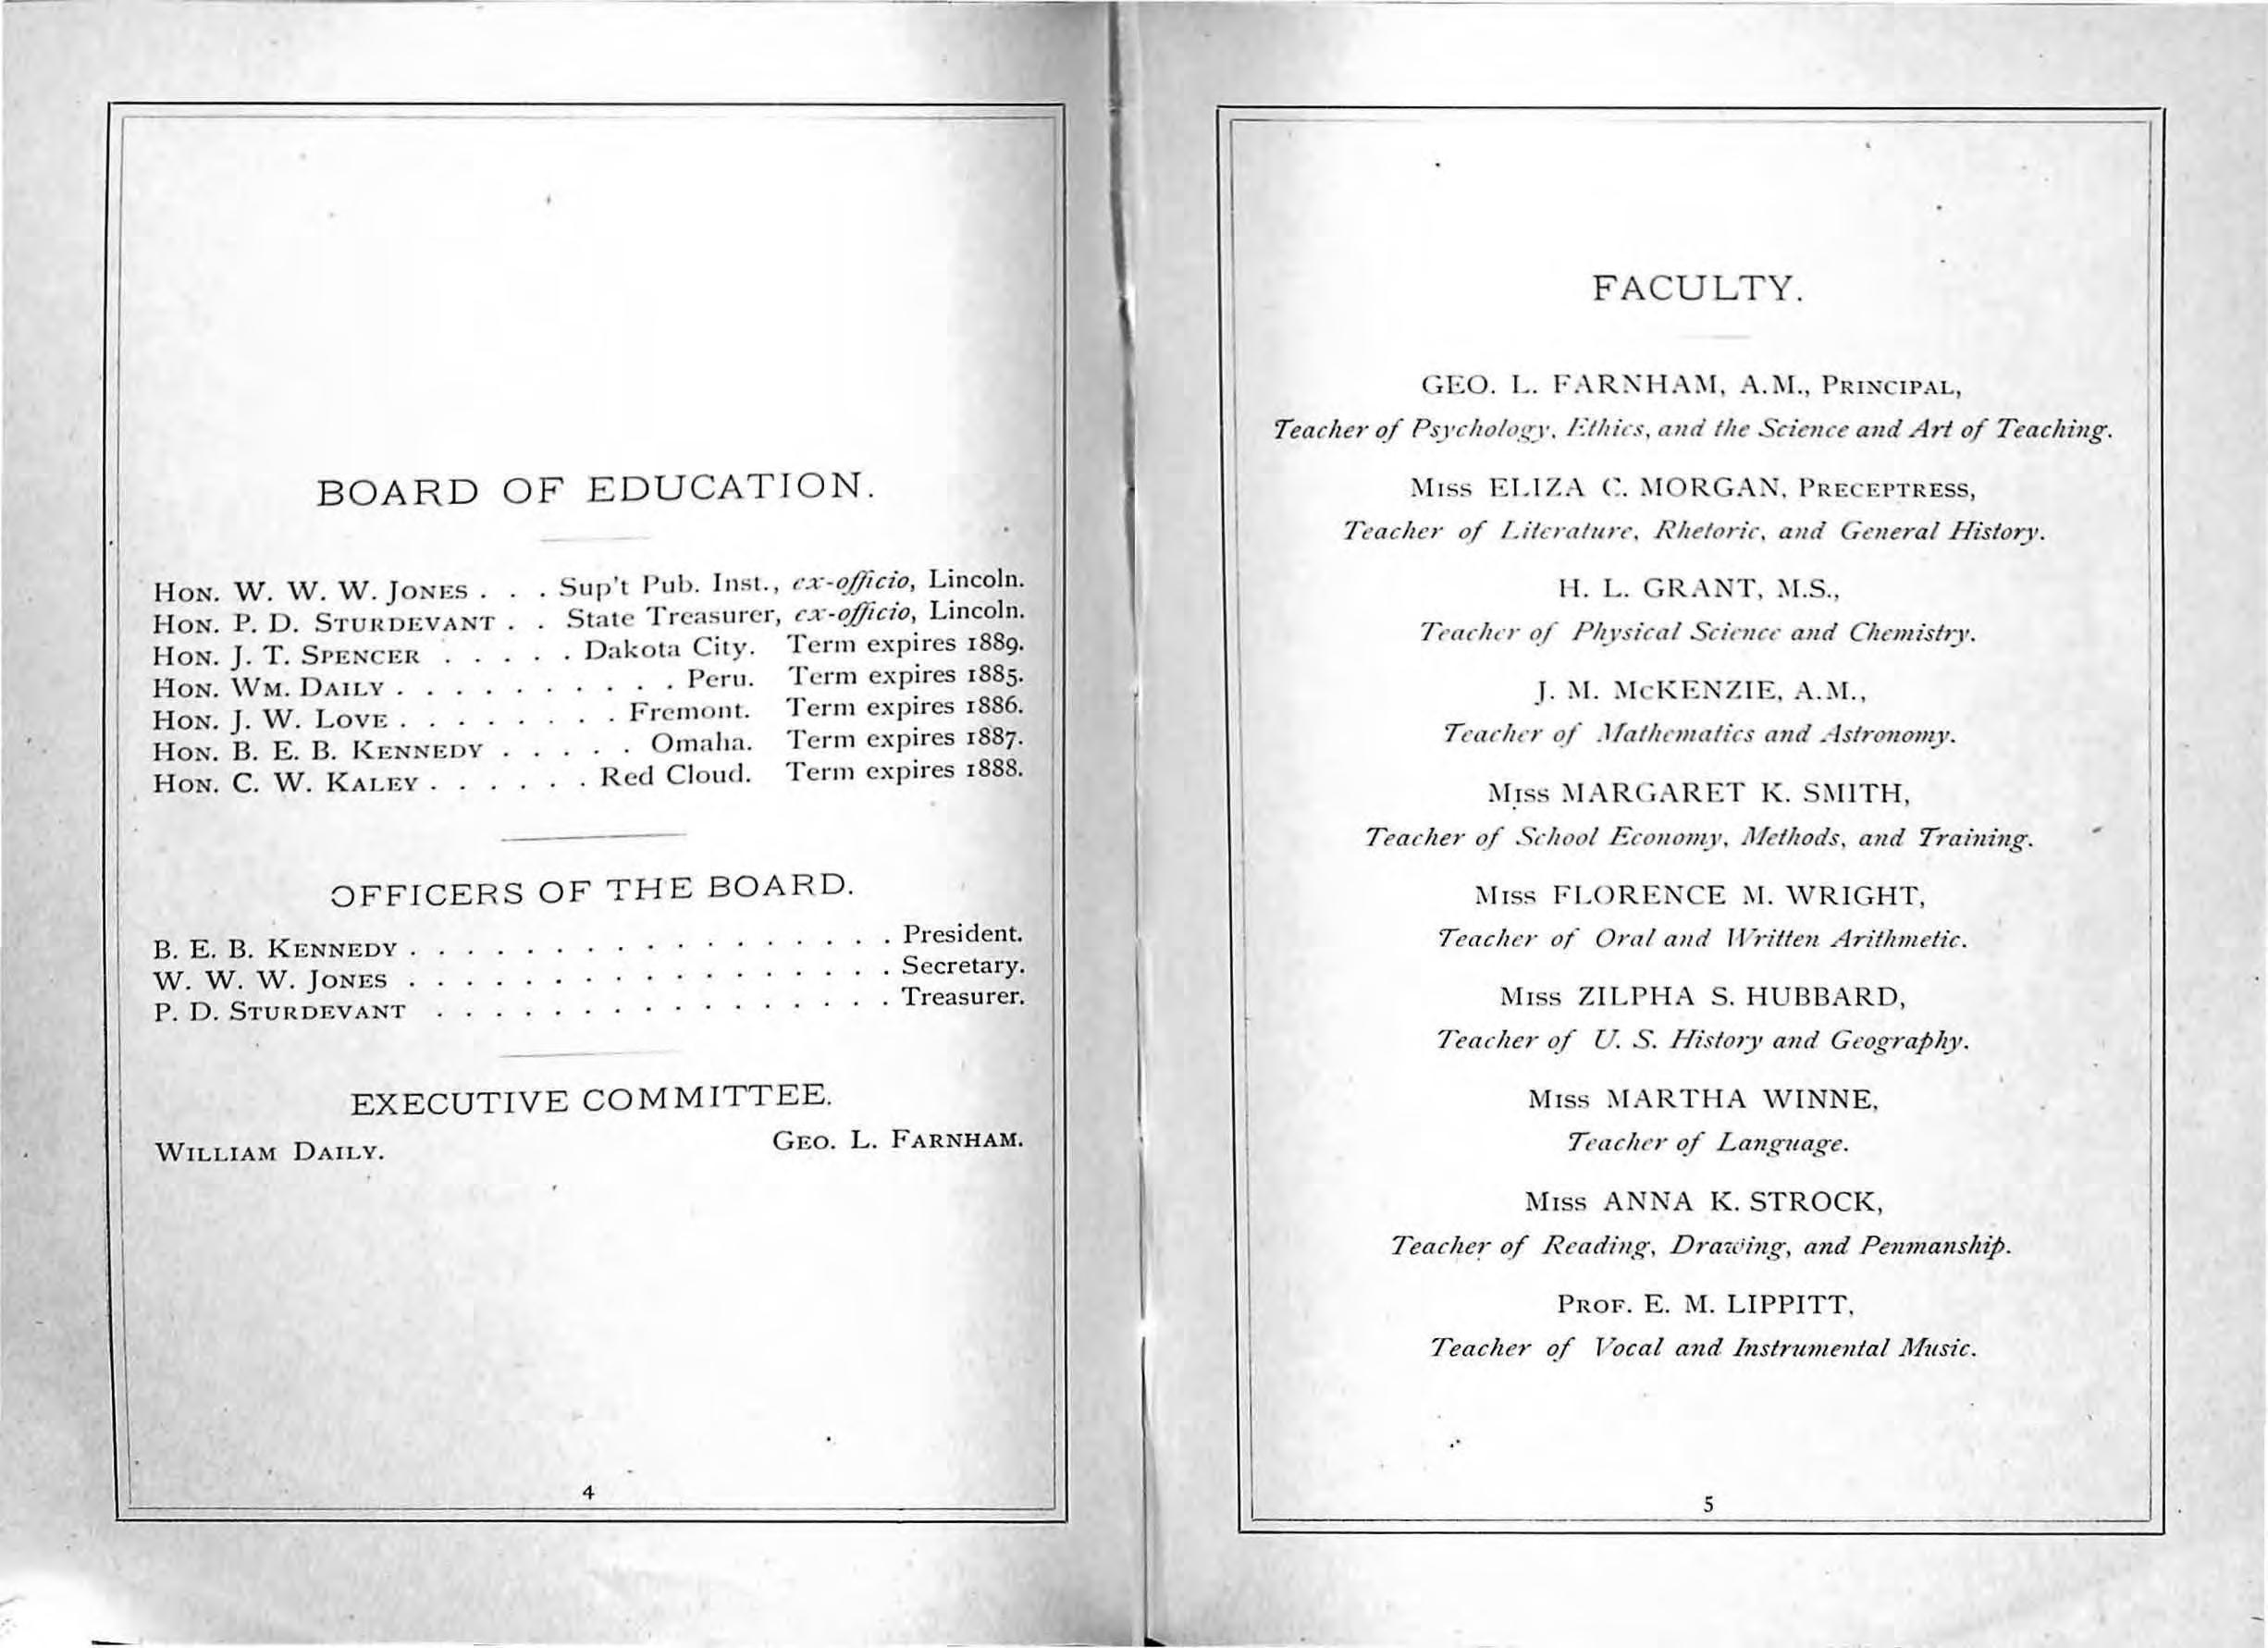 BOARD OF EDUCATION.
HON. W. W. W. JONES . . . Sup't Pub. Inst., ex-officio, Lincoln.
HON. P. D. STURDEVANT . . State Treasurer, ex-officio, Lincoln.
HON. J. T. SPENCER . . . . . Dakota City. Term expires 1889.
HON. WM. DAILY . . . . . . . . . . Peru. Term expires 1885.
HON. J. W. LOVE . . . . . . . . Fremont. Term expires 1886.
HON. B. E. B. KENNEDY . . . . . Omaha. Term expires 1887.
HON. C. W. KALEY . . . . . . Red Cloud. Term expires 1888.
OFFICERS OF THE BOARD.
B. E. B. KENNEDY . . . . . . . . . . . . . . . . . President.
W. W. W. JONES . . . . . . . . . . . . . . . . . Secretary.
P. D. STURDEVANT . . . . . . . . . . . . . . . . Treasurer.
EXECUTIVE COMMITTEE.
WILLIAM DAILY. GEO. L. FARNHAM.
4
FACULTY.
GEO. L. FARNHAM, A.M., PRINCIPAL,
Teacher of Psychology, Ethics, and the Science and Art of Teaching.
MISS ELIZA C. MORGAN, PRECEPTRESS,
Teacher of Literature, Rhetoric, and General History.
H. L. GRANT, M.S.,
Teacher of Physical Science and Chemistry.
J. M. McKENZIE, A.M.,
Teacher of Mathematics and Astronomy.
MISS MARGARET K. SMITH,
Teacher of School Economy, Methods, and Training.
MISS FLORENCE M. WRIGHT,
Teacher of Oral and Written Arithmetic.
MISS ZILPHA S. HUBBARD,
Teacher of U. S. History and Geography.
MISS MARTHA WINNE,
Teacher of Language.
MISS ANNA K. STROCK,
Teacher of Reading, Drawing, and Penmanship.
PROF. E. M. LIPPITT,
Teacher of Vocal and Instrumental Music.
5